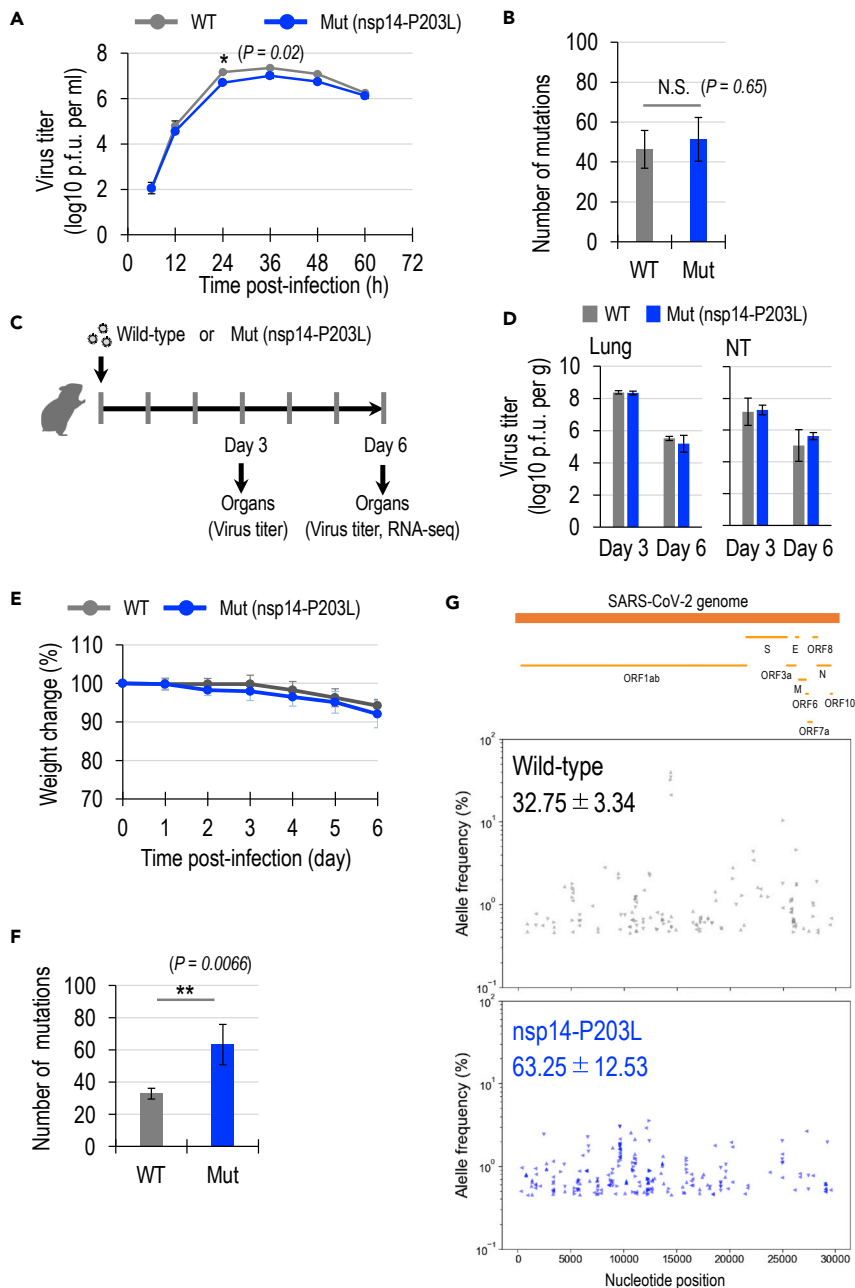 A
WT
Mut (nsp14-P203L)
* (P = 0.02)
Virus titer
(log10 p.f.u. per ml)
8
6
4
2
0
0 12 24 36 48 60 72
Time post-infection (h)
B
Number of mutations
100
80
60
40
20
0
N.S. (P = 0.65)
WT Mut
C
Wild-type or Mut (nsp14-P203L)
Day 3 Day 6
Organs Organs
(Virus titer) (Virus titer, RNA-seq)
D
WT
Mut (nsp14-P203L)
Lung NT
Virus titer
(log10 p.f.u. per g)
10
8
6
4
2
0
Day 3 Day 6 Day 3 Day 6
E
WT
Mut (nsp14-P203L)
Weight change (%)
110
100
90
80
70
0 1 2 3 4 5 6
Time post-infection (day)
F
(P = 0.0066)
**
Number of mutations
100
80
60
40
20
0
WT Mut
G
SARS-CoV-2 genome
S E ORF8
ORF1ab ORF3a N
M
ORF6 ORF10
ORF7a
Alelle frequency (%)
10²
10¹
10⁰
10⁻¹
Wild-type
32.75 ± 3.34
Alelle frequency (%)
10²
10¹
10⁰
10⁻¹
nsp14-P203L
63.25 ± 12.53
0 5000 10000 15000 20000 25000 30000
Nucleotide position